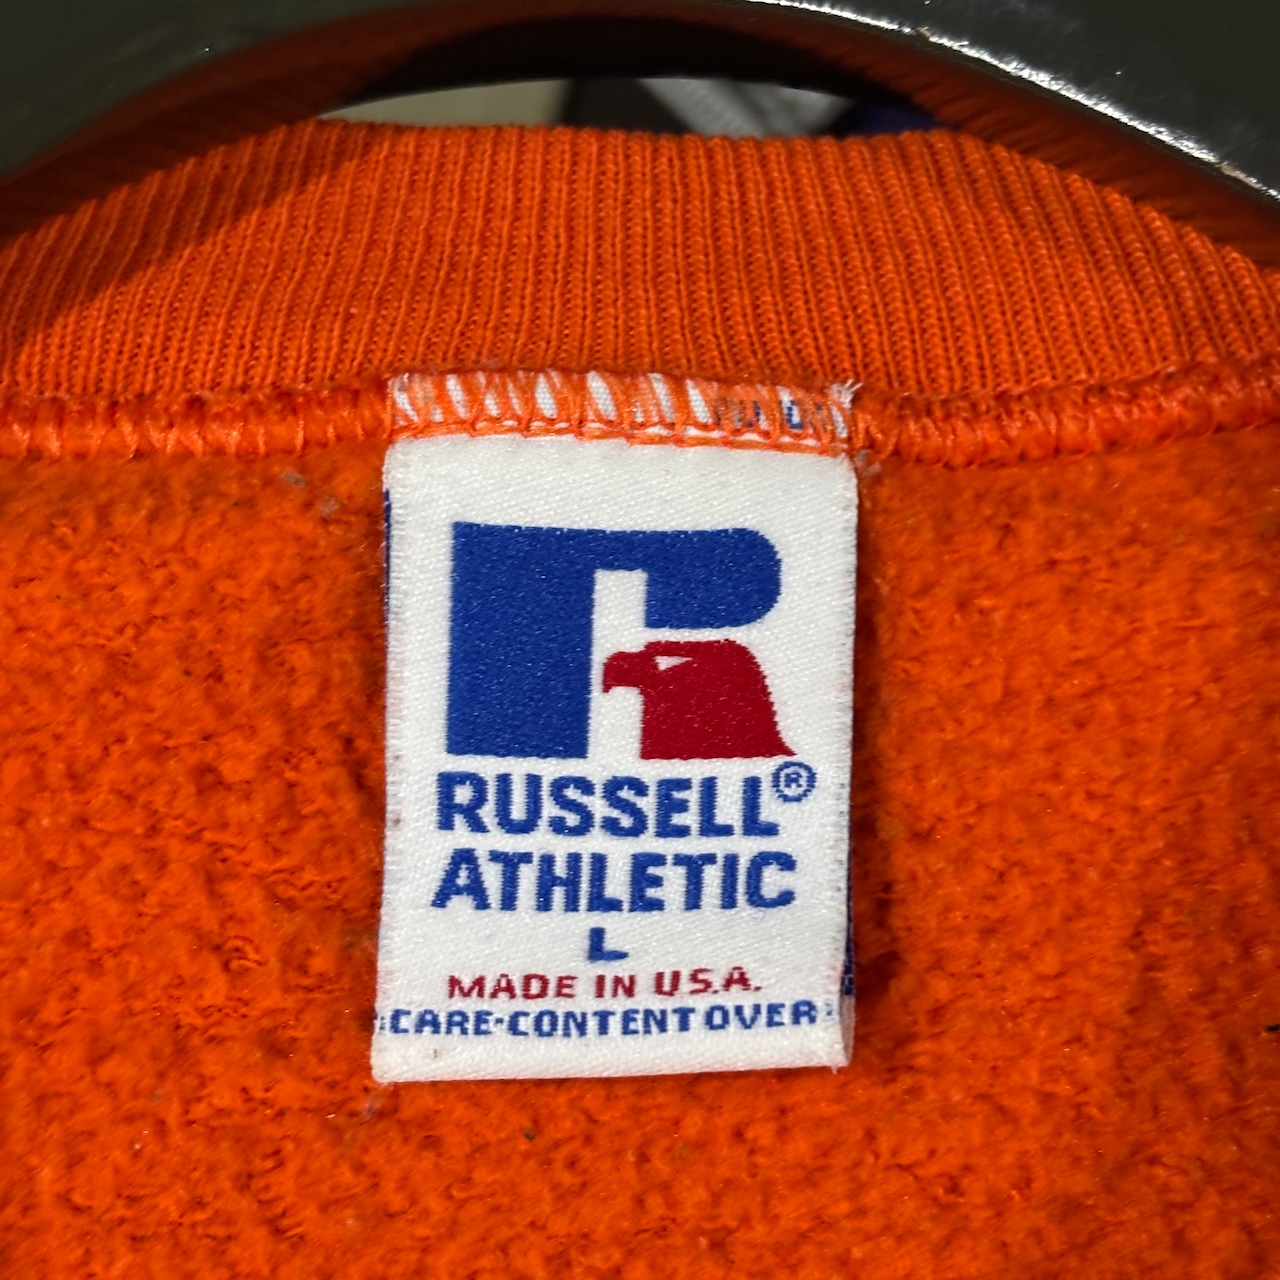 R
RUSSELL®
ATHLETIC
L
MADE IN U.S.A.
CARE·CONTENT OVER